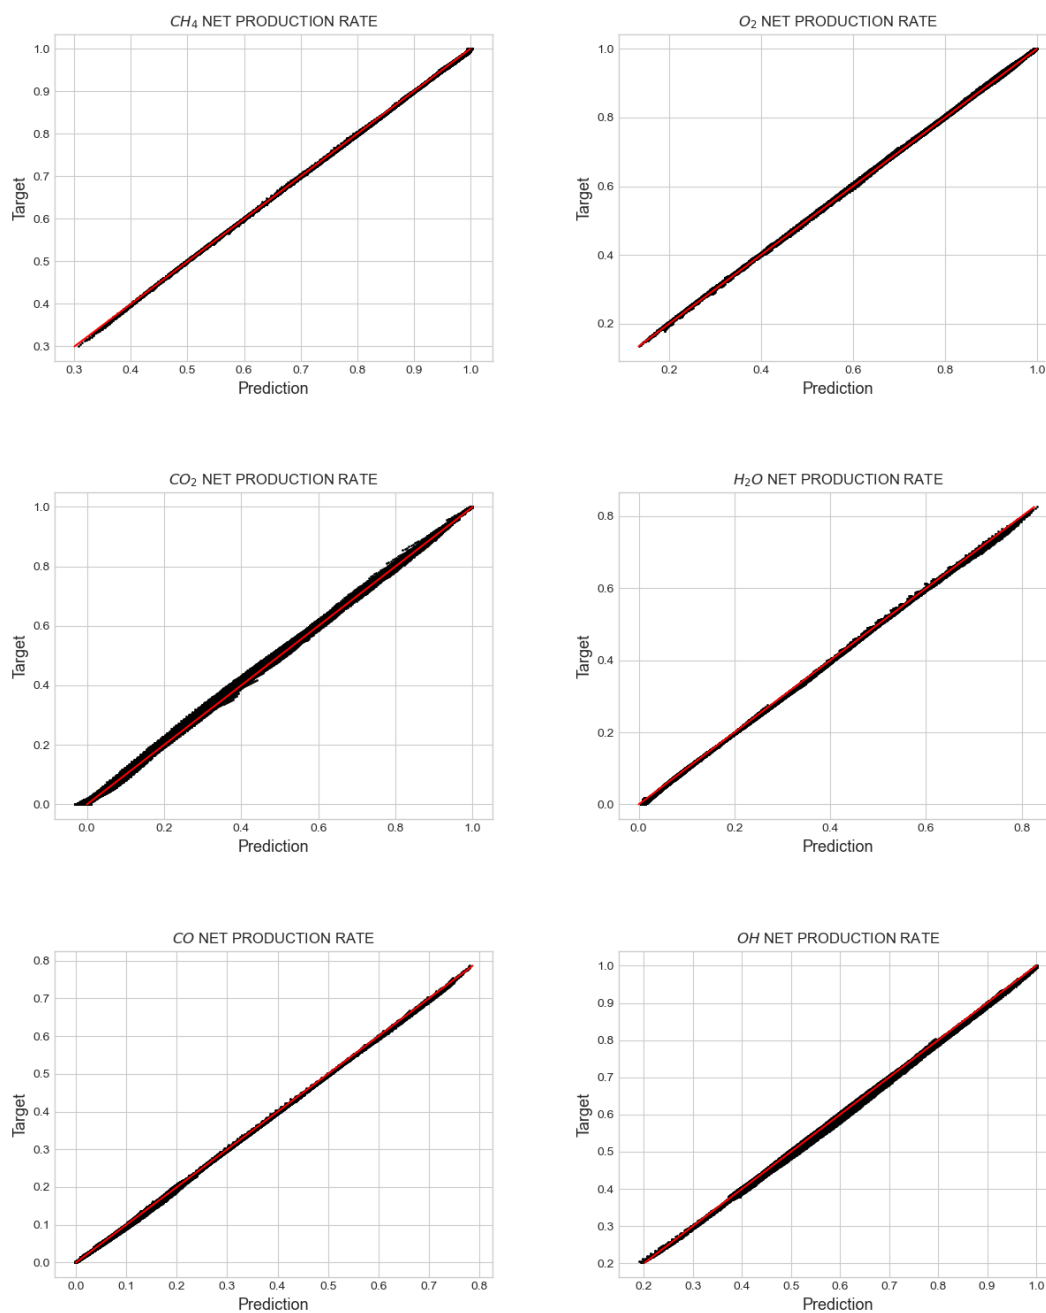 CH₄ NET PRODUCTION RATE
1.0
0.9
0.8
0.7
0.6
0.5
0.4
0.3
Target
0.3 0.4 0.5 0.6 0.7 0.8 0.9 1.0
Prediction
O₂ NET PRODUCTION RATE
1.0
0.8
0.6
0.4
0.2
Target
0.2 0.4 0.6 0.8 1.0
Prediction
CO₂ NET PRODUCTION RATE
1.0
0.8
0.6
0.4
0.2
0.0
Target
0.0 0.2 0.4 0.6 0.8 1.0
Prediction
H₂O NET PRODUCTION RATE
0.8
0.6
0.4
0.2
0.0
Target
0.0 0.2 0.4 0.6 0.8
Prediction
CO NET PRODUCTION RATE
0.8
0.7
0.6
0.5
0.4
0.3
0.2
0.1
0.0
Target
0.0 0.1 0.2 0.3 0.4 0.5 0.6 0.7 0.8
Prediction
OH NET PRODUCTION RATE
1.0
0.9
0.8
0.7
0.6
0.5
0.4
0.3
0.2
Target
0.2 0.3 0.4 0.5 0.6 0.7 0.8 0.9 1.0
Prediction